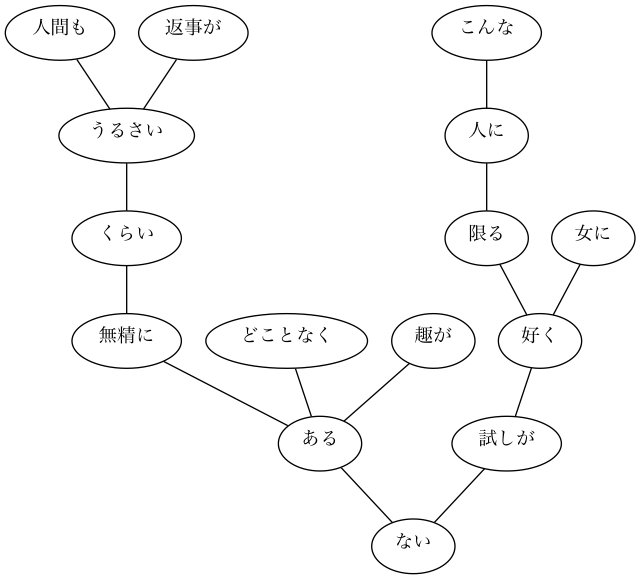 人間も 返事が こんな
うるさい 人に
くらい 限る 女に
無精に どことなく 趣が 好く
ある 試しが
ない